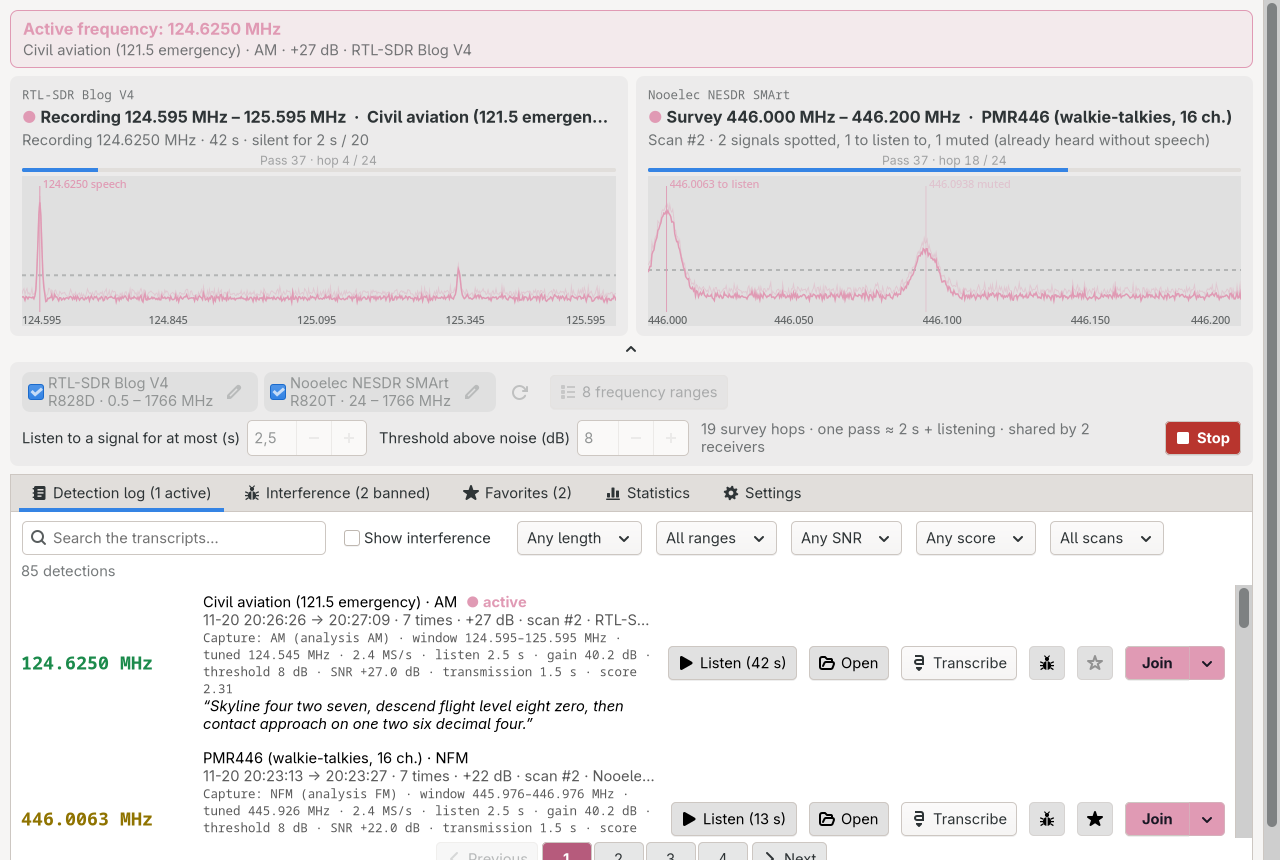 Active frequency: 124.6250 MHz
Civil aviation (121.5 emergency) · AM · +27 dB · RTL-SDR Blog V4
RTL-SDR Blog V4
Recording 124.595 MHz – 125.595 MHz · Civil aviation (121.5 emergen…
Recording 124.6250 MHz · 42 s · silent for 2 s / 20
Pass 37 · hop 4 / 24
124.6250 speech
124.595 124.845 125.095 125.345 125.595
Nooelec NESDR SMArt
Survey 446.000 MHz – 446.200 MHz · PMR446 (walkie-talkies, 16 ch.)
Scan #2 · 2 signals spotted, 1 to listen to, 1 muted (already heard without speech)
Pass 37 · hop 18 / 24
446.0063 to listen 446.0938 muted
446.000 446.050 446.100 446.150 446.200
RTL-SDR Blog V4
R828D · 0.5 – 1766 MHz
Nooelec NESDR SMArt
R820T · 24 – 1766 MHz
8 frequency ranges
Listen to a signal for at most (s) 2,5 − + Threshold above noise (dB) 8 − +
19 survey hops · one pass ≈ 2 s + listening · shared by 2
receivers
Stop
Detection log (1 active) Interference (2 banned) Favorites (2) Statistics Settings
Search the transcripts... Show interference Any length All ranges Any SNR Any score All scans
85 detections
124.6250 MHz
Civil aviation (121.5 emergency) · AM active
11-20 20:26:26 → 20:27:09 · 7 times · +27 dB · scan #2 · RTL-S…
Capture: AM (analysis AM) · window 124.595–125.595 MHz ·
tuned 124.545 MHz · 2.4 MS/s · listen 2.5 s · gain 40.2 dB ·
threshold 8 dB · SNR +27.0 dB · transmission 1.5 s · score
2.31
“Skyline four two seven, descend flight level eight zero, then
contact approach on one two six decimal four.”
Listen (42 s) Open Transcribe Join
446.0063 MHz
PMR446 (walkie-talkies, 16 ch.) · NFM
11-20 20:23:13 → 20:23:27 · 7 times · +22 dB · scan #2 · Nooele…
Capture: NFM (analysis FM) · window 445.976–446.976 MHz ·
tuned 445.926 MHz · 2.4 MS/s · listen 2.5 s · gain 40.2 dB ·
threshold 8 dB · SNR +22.0 dB · transmission 1.5 s · score
Listen (13 s) Open Transcribe Join
Previous 1 2 3 4 Next